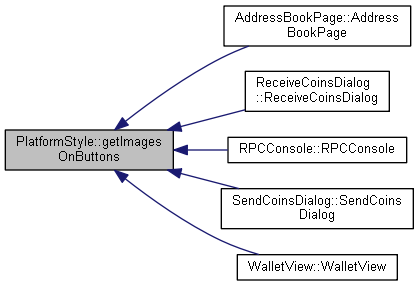 AddressBookPage::Address
BookPage
ReceiveCoinsDialog
::ReceiveCoinsDialog
PlatformStyle::getImages
OnButtons
RPCConsole::RPCConsole
SendCoinsDialog::SendCoins
Dialog
WalletView::WalletView